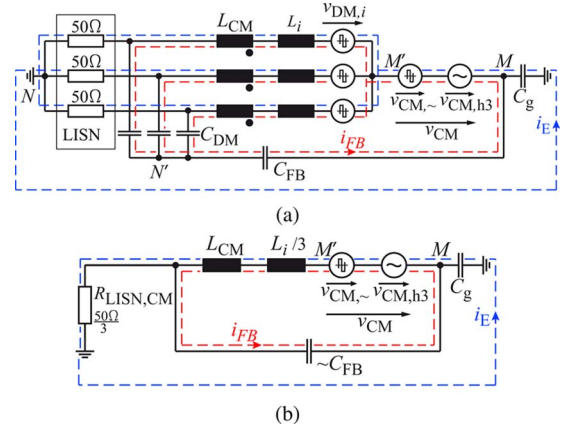 50Ω L_CM L_i v_DM,i
50Ω M' M
N v_CM,~ v_CM,h3 C_g
50Ω v_CM
LISN C_DM i_FB i_E
N' C_FB
(a)
L_CM L_i/3 M' M
R_LISN,CM v_CM,~ v_CM,h3 C_g
50Ω/3 i_FB v_CM i_E
~C_FB
(b)